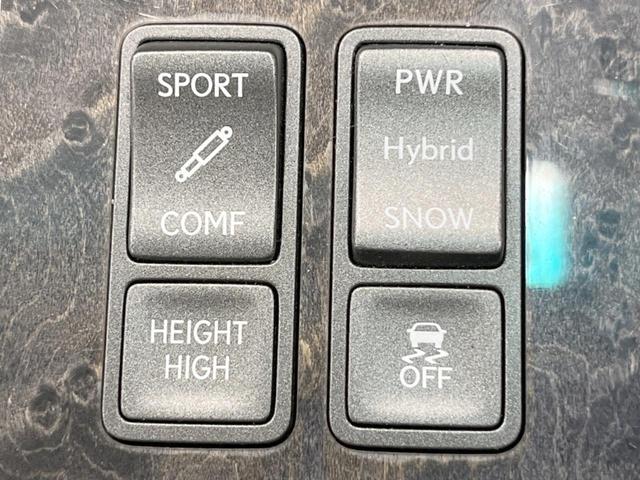 SPORT
COMF
HEIGHT
HIGH
PWR
Hybrid
SNOW
OFF